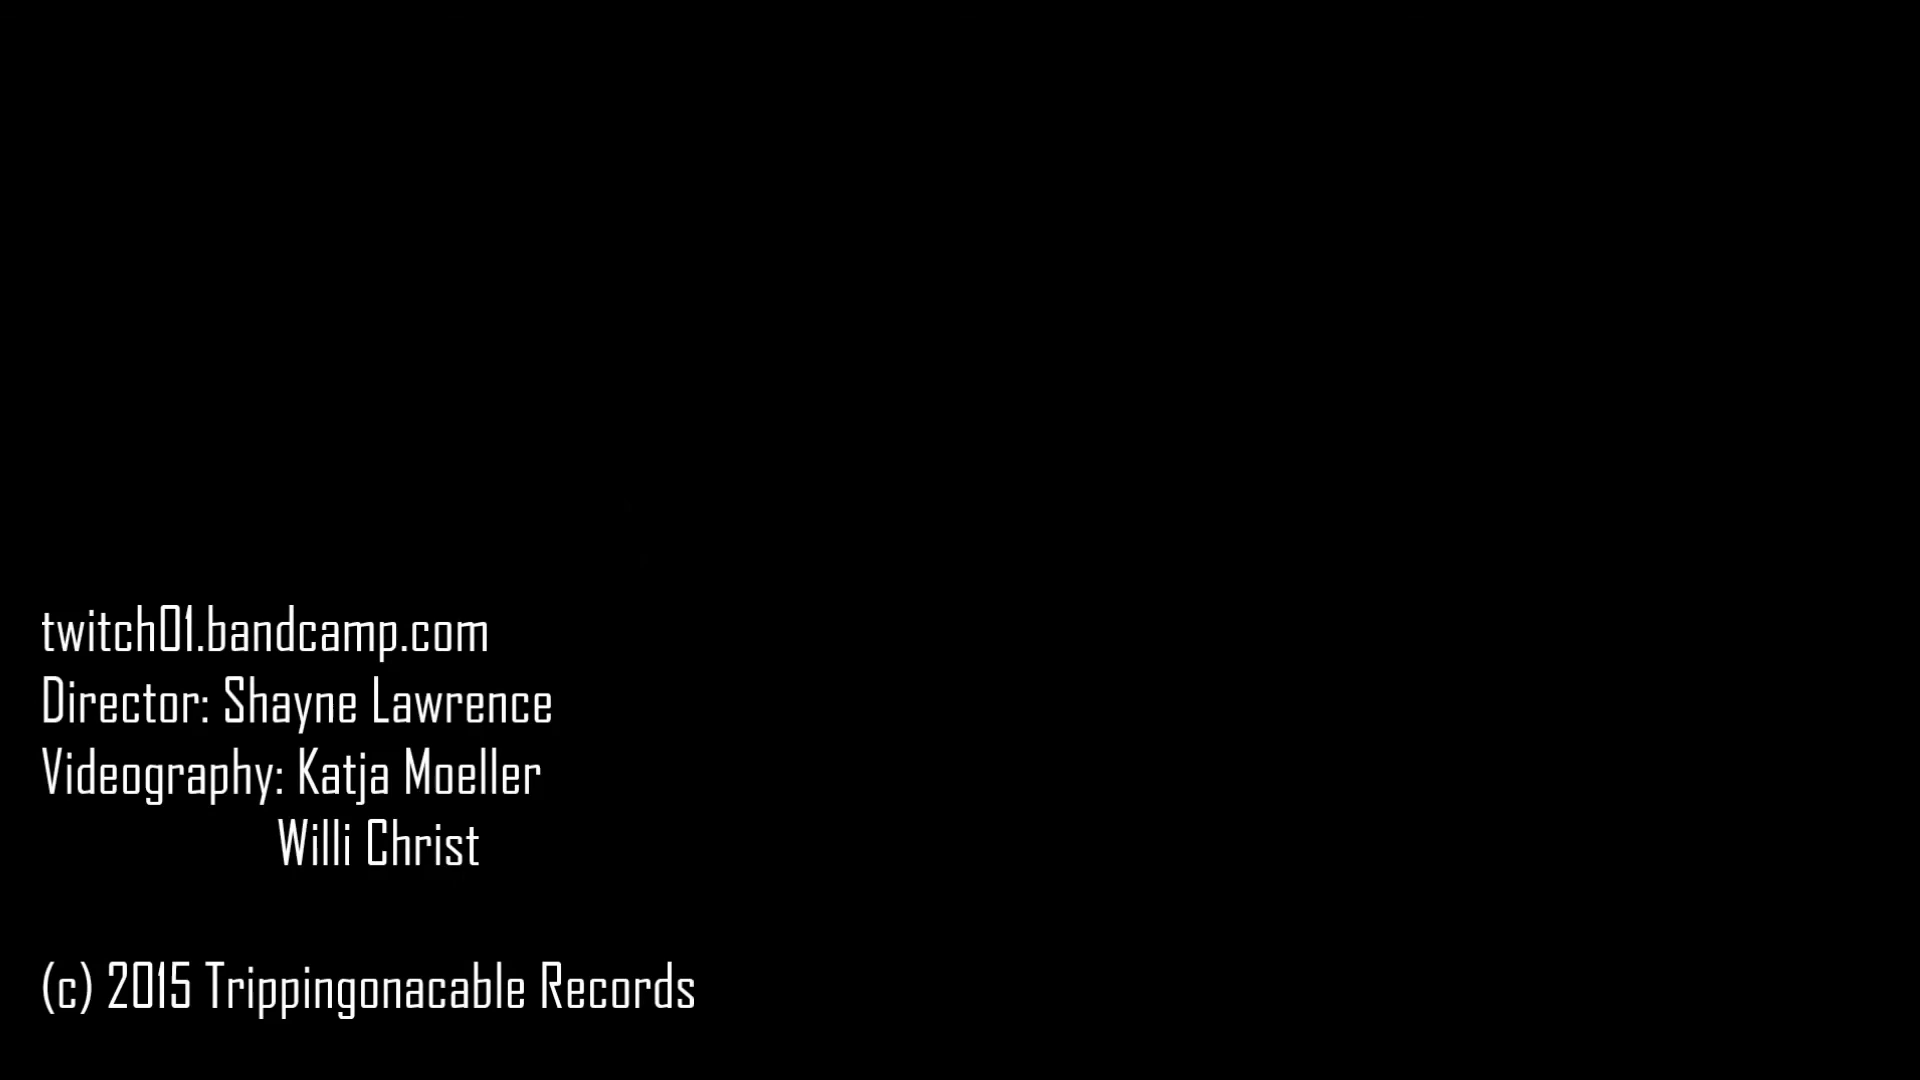 twitch01.bandcamp.com
Director: Shayne Lawrence
Videography: Katja Moeller
Willi Christ
(c) 2015 Trippingonacable Records